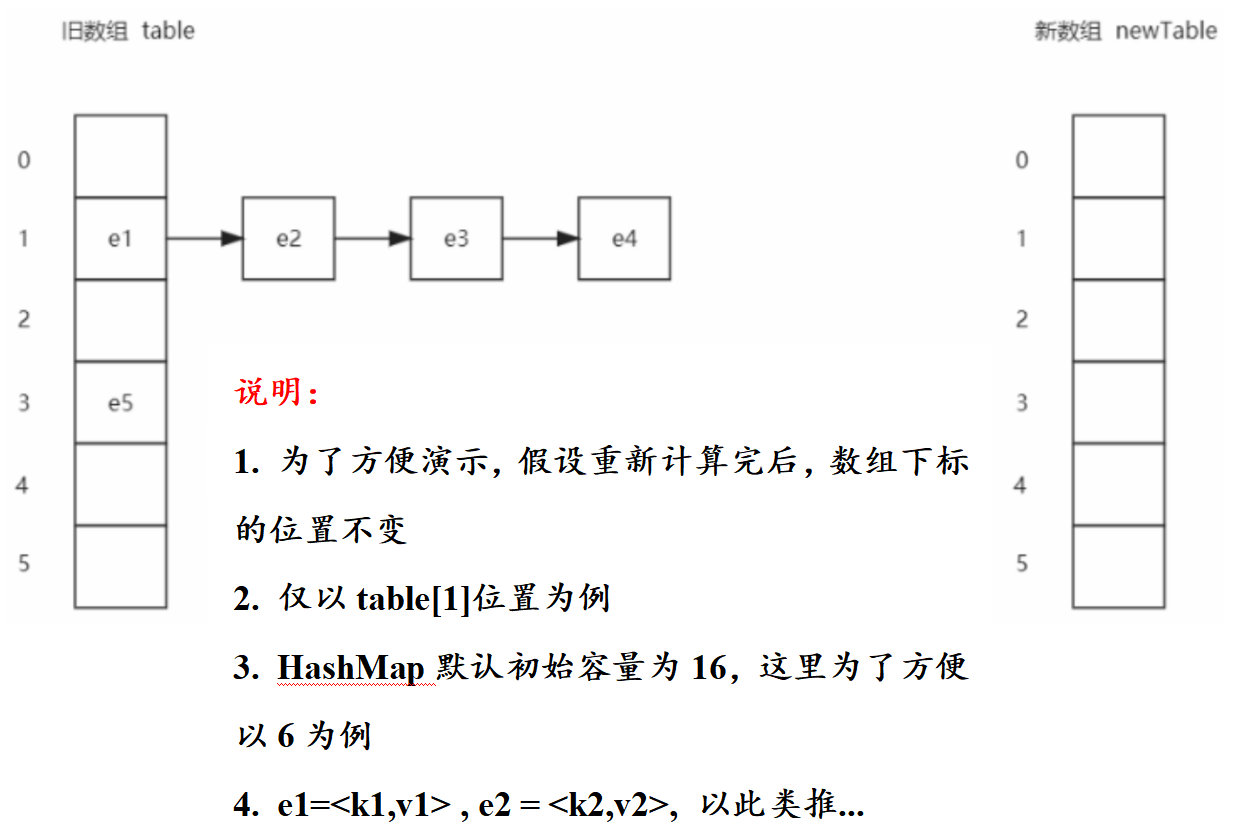 旧数组 table
新数组 newTable
0
0
1
e1
e2
e3
e4
1
2
2
说明：
3
e5
3
1. 为了方便演示，假设重新计算完后，数组下标
4
4
的位置不变
5
5
2. 仅以 table[1]位置为例
3. HashMap 默认初始容量为 16，这里为了方便
以 6 为例
4. e1=<k1,v1> , e2 = <k2,v2>, 以此类推...